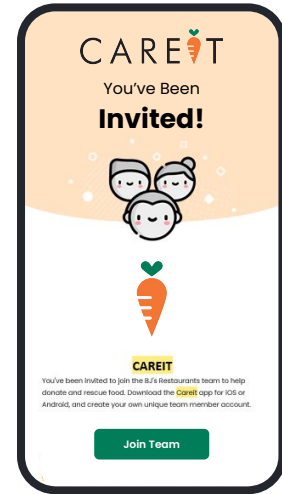 CAREIT
You've Been
Invited!
CAREIT
You've been invited to join the BJ's Restaurants team to help
donate and rescue food. Download the Careit app for iOS or
Android, and create your own unique team member account.
Join Team